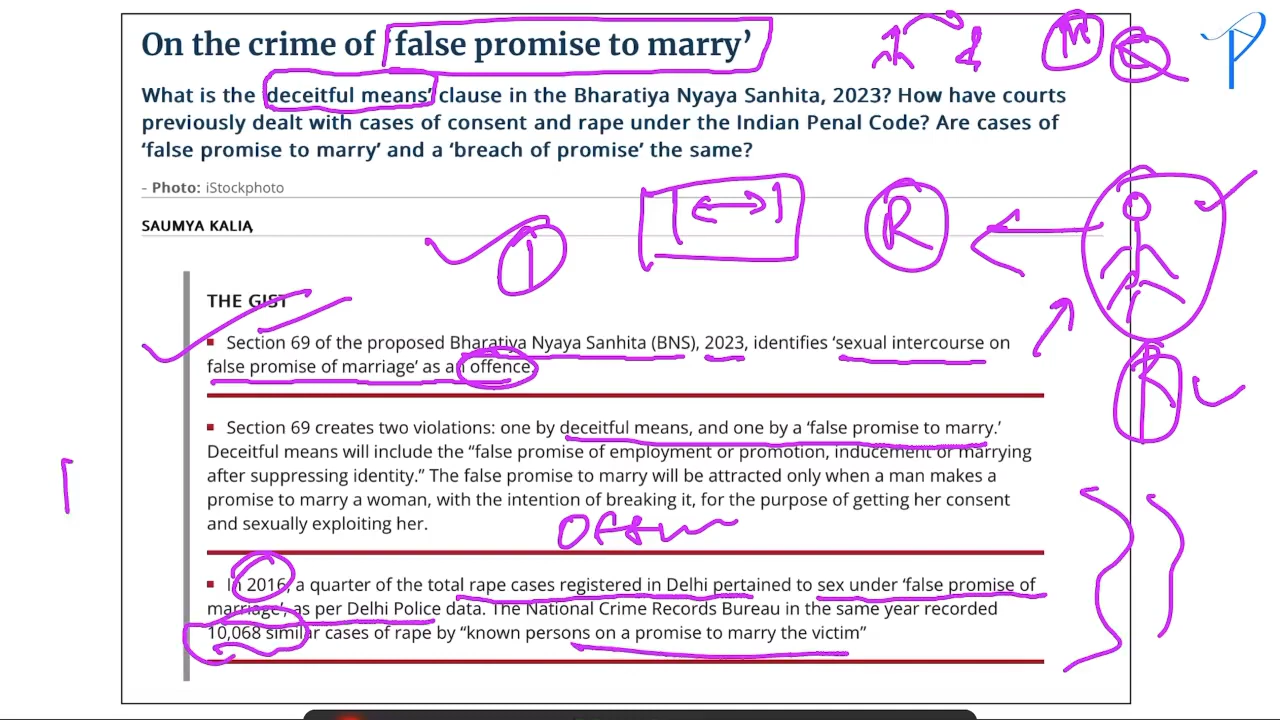 On the crime of 'false promise to marry'
What is the 'deceitful means' clause in the Bharatiya Nyaya Sanhita, 2023? How have courts
previously dealt with cases of consent and rape under the Indian Penal Code? Are cases of
'false promise to marry' and a 'breach of promise' the same?
- Photo: iStockphoto
SAUMYA KALIA
THE GIST
Section 69 of the proposed Bharatiya Nyaya Sanhita (BNS), 2023, identifies 'sexual intercourse on
false promise of marriage' as an offence.
Section 69 creates two violations: one by deceitful means, and one by a 'false promise to marry.'
Deceitful means will include the "false promise of employment or promotion, inducement or marrying
after suppressing identity." The false promise to marry will be attracted only when a man makes a
promise to marry a woman, with the intention of breaking it, for the purpose of getting her consent
and sexually exploiting her.
In 2016, a quarter of the total rape cases registered in Delhi pertained to sex under 'false promise of
marriage', as per Delhi Police data. The National Crime Records Bureau in the same year recorded
10,068 similar cases of rape by "known persons on a promise to marry the victim"
M
R
R
P